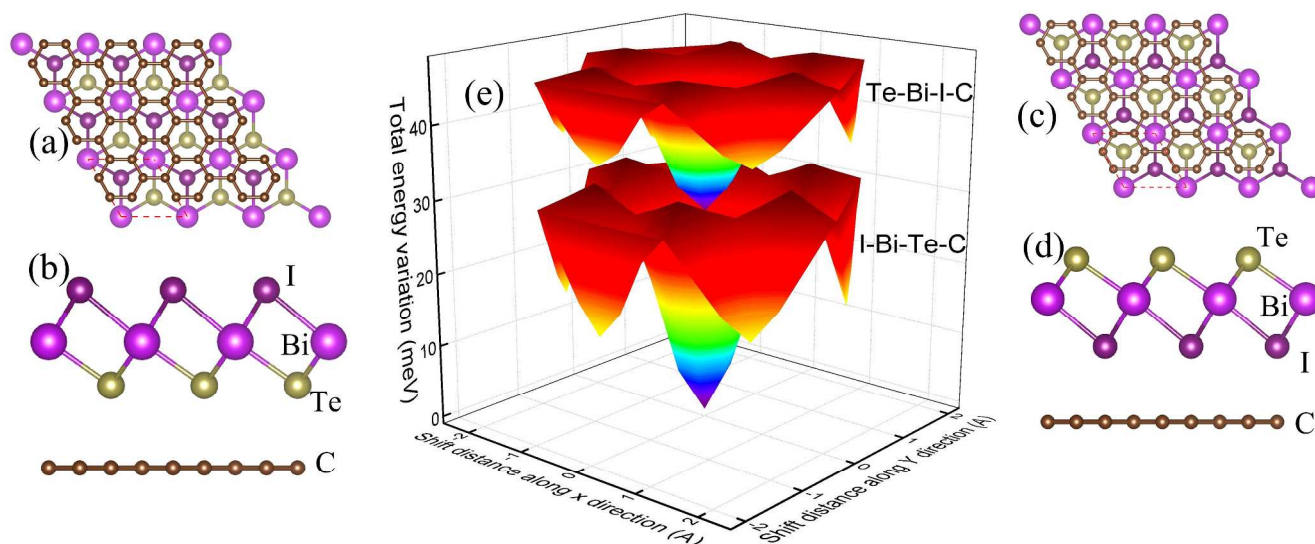 (a)
(b)
I
Bi
Te
C
(e)
Te-Bi-I-C
I-Bi-Te-C
Total energy variation (meV)
40
30
20
10
0
-2
-1
0
1
2
Shift distance along x direction (A)
-2
-1
0
1
2
Shift distance along Y direction (A)
(c)
(d)
Te
Bi
I
C